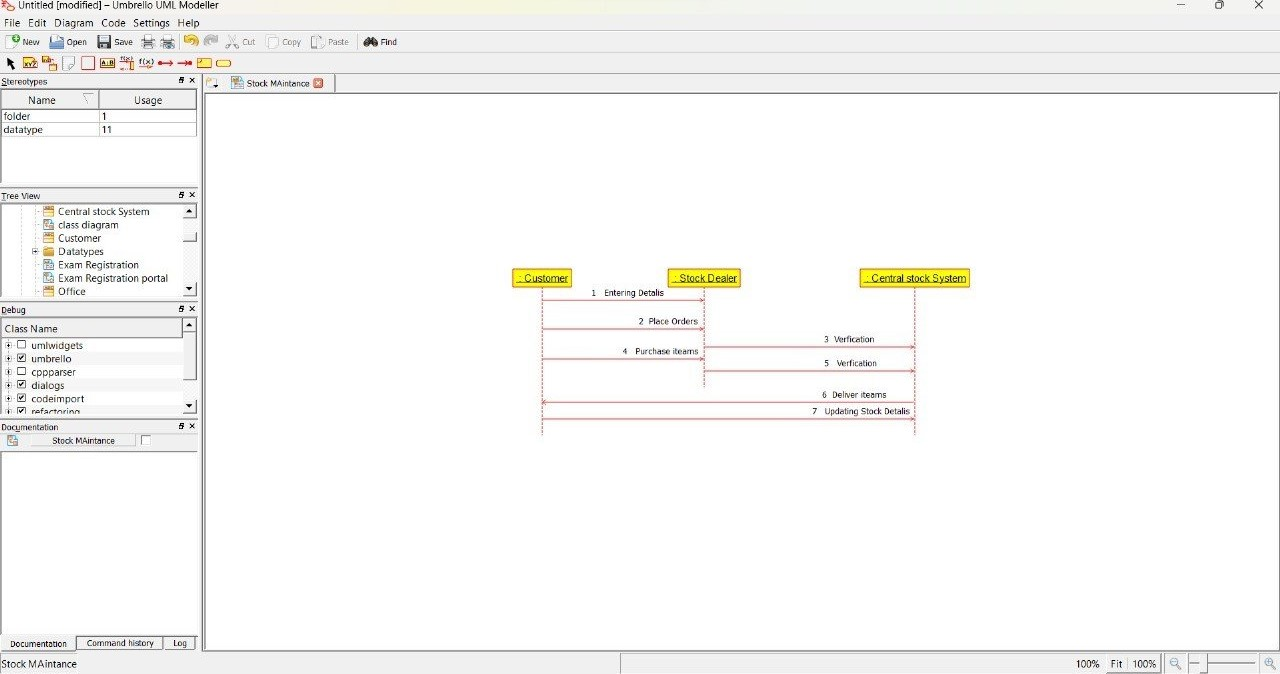 Untitled [modified] – Umbrello UML Modeller
File Edit Diagram Code Settings Help
New Open Save Cut Copy Paste Find
Stereotypes
Name Usage
folder 1
datatype 11
Tree View
Central stock System
class diagram
Customer
Datatypes
Exam Registration
Exam Registration portal
Office
Debug
Class Name
umlwidgets
umbrello
cppparser
dialogs
codeimport
refactoring
Documentation
Stock MAintance
Documentation Command history Log
Stock MAintance
Stock MAintance
: Customer : Stock Dealer : Central stock System
1 Entering Detalis
2 Place Orders
3 Verfication
4 Purchase iteams
5 Verfication
6 Deliver iteams
7 Updating Stock Detalis
100% Fit 100%